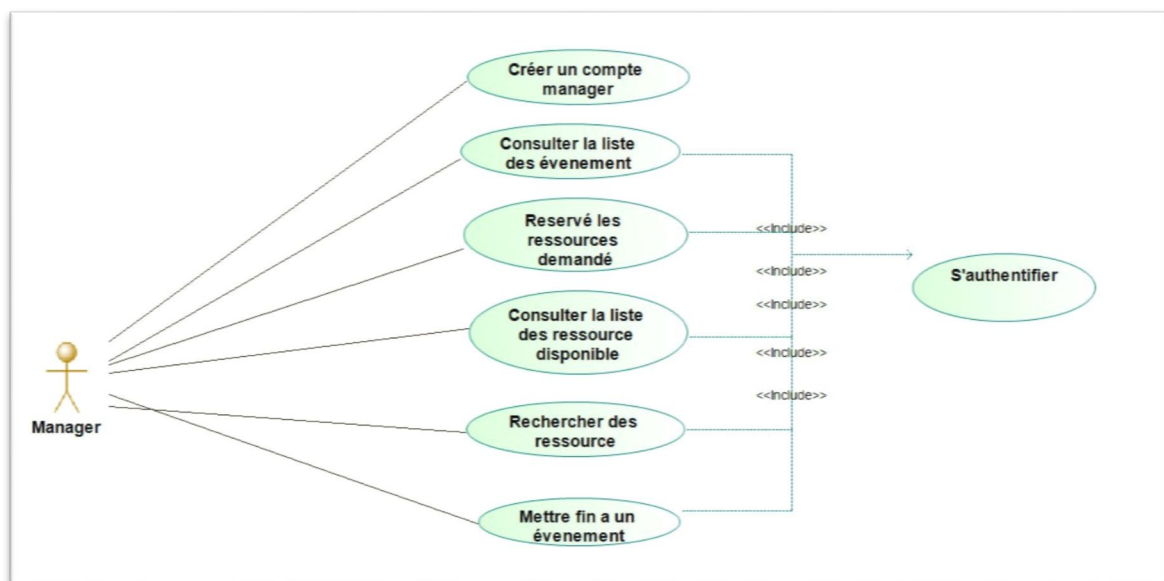 Créer un compte
manager
Consulter la liste
des évenement
Reservé les
ressources
demandé
<<Include>>
<<Include>>
S'authentifier
Consulter la liste
des ressource
disponible
<<Include>>
<<Include>>
<<Include>>
Manager
Rechercher des
ressource
Mettre fin a un
évenement